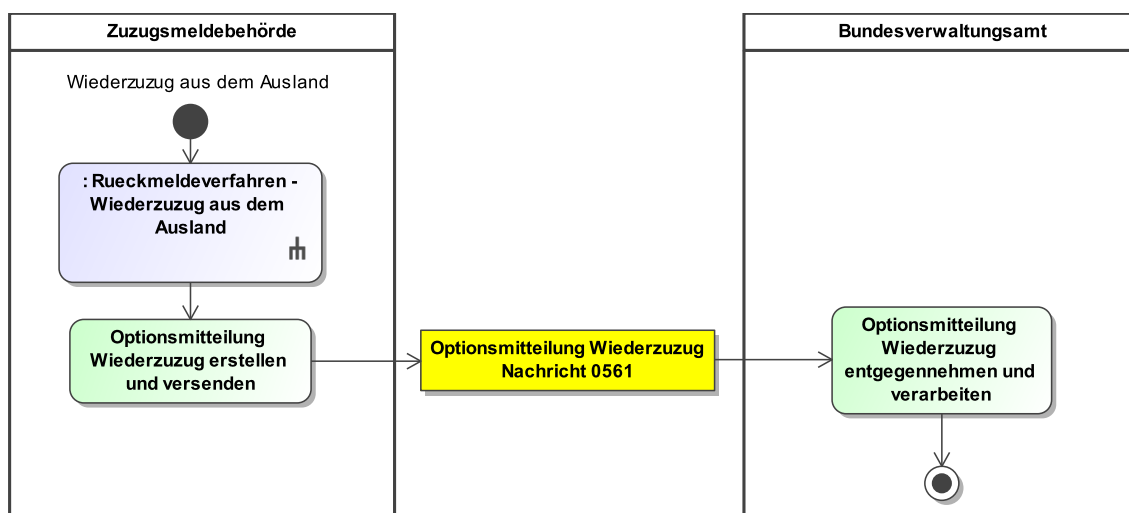 Zuzugsmeldebehörde
Bundesverwaltungsamt
Wiederzuzug aus dem Ausland
: Rueckmeldeverfahren -
Wiederzuzug aus dem
Ausland
Optionsmitteilung
Wiederzuzug erstellen
und versenden
Optionsmitteilung Wiederzuzug
Nachricht 0561
Optionsmitteilung
Wiederzuzug
entgegennehmen und
verarbeiten